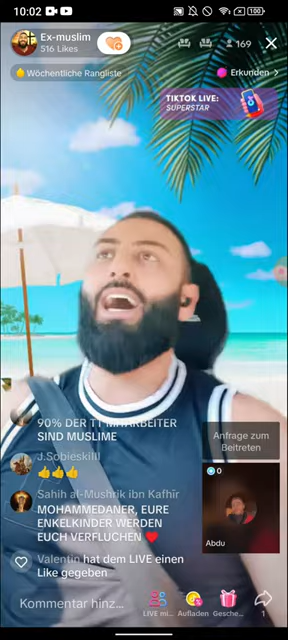 10:02
100
Ex-muslim
516 Likes
169
Wöchentliche Rangliste
Erkunden >
TIKTOK LIVE:
SUPERSTAR
90% DER TT MITARBEITER
SIND MUSLIME
J.Sobieskill
Anfrage zum
Beitreten
0
Sahih al-Mushrik ibn Kafhir
MOHAMMEDANER, EURE
ENKELKINDER WERDEN
EUCH VERFLUCHEN
Abdu
Valentin hat dem LIVE einen
Like gegeben
Kommentar hinz...
LIVE mi...
Aufladen
Gesche...
1